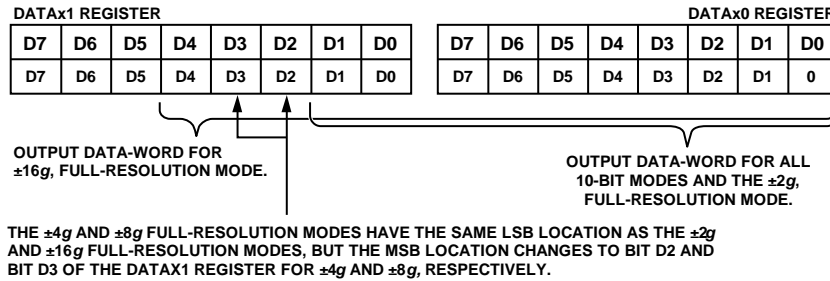 DATAx1 REGISTER
DATAx0 REGISTER
D7 D6 D5 D4 D3 D2 D1 D0
D7 D6 D5 D4 D3 D2 D1 D0
D7 D6 D5 D4 D3 D2 D1 D0
D7 D6 D5 D4 D3 D2 D1 0
OUTPUT DATA-WORD FOR
±16g, FULL-RESOLUTION MODE.
OUTPUT DATA-WORD FOR ALL
10-BIT MODES AND THE ±2g,
FULL-RESOLUTION MODE.
THE ±4g AND ±8g FULL-RESOLUTION MODES HAVE THE SAME LSB LOCATION AS THE ±2g
AND ±16g FULL-RESOLUTION MODES, BUT THE MSB LOCATION CHANGES TO BIT D2 AND
BIT D3 OF THE DATAX1 REGISTER FOR ±4g AND ±8g, RESPECTIVELY.